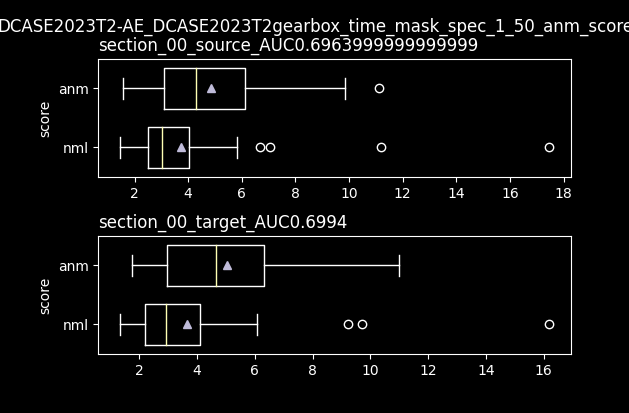 DCASE2023T2-AE_DCASE2023T2gearbox_time_mask_spec_1_50_anm_score
section_00_source_AUC0.6963999999999999
anm
nml
score
2 4 6 8 10 12 14 16 18
section_00_target_AUC0.6994
anm
nml
score
2 4 6 8 10 12 14 16